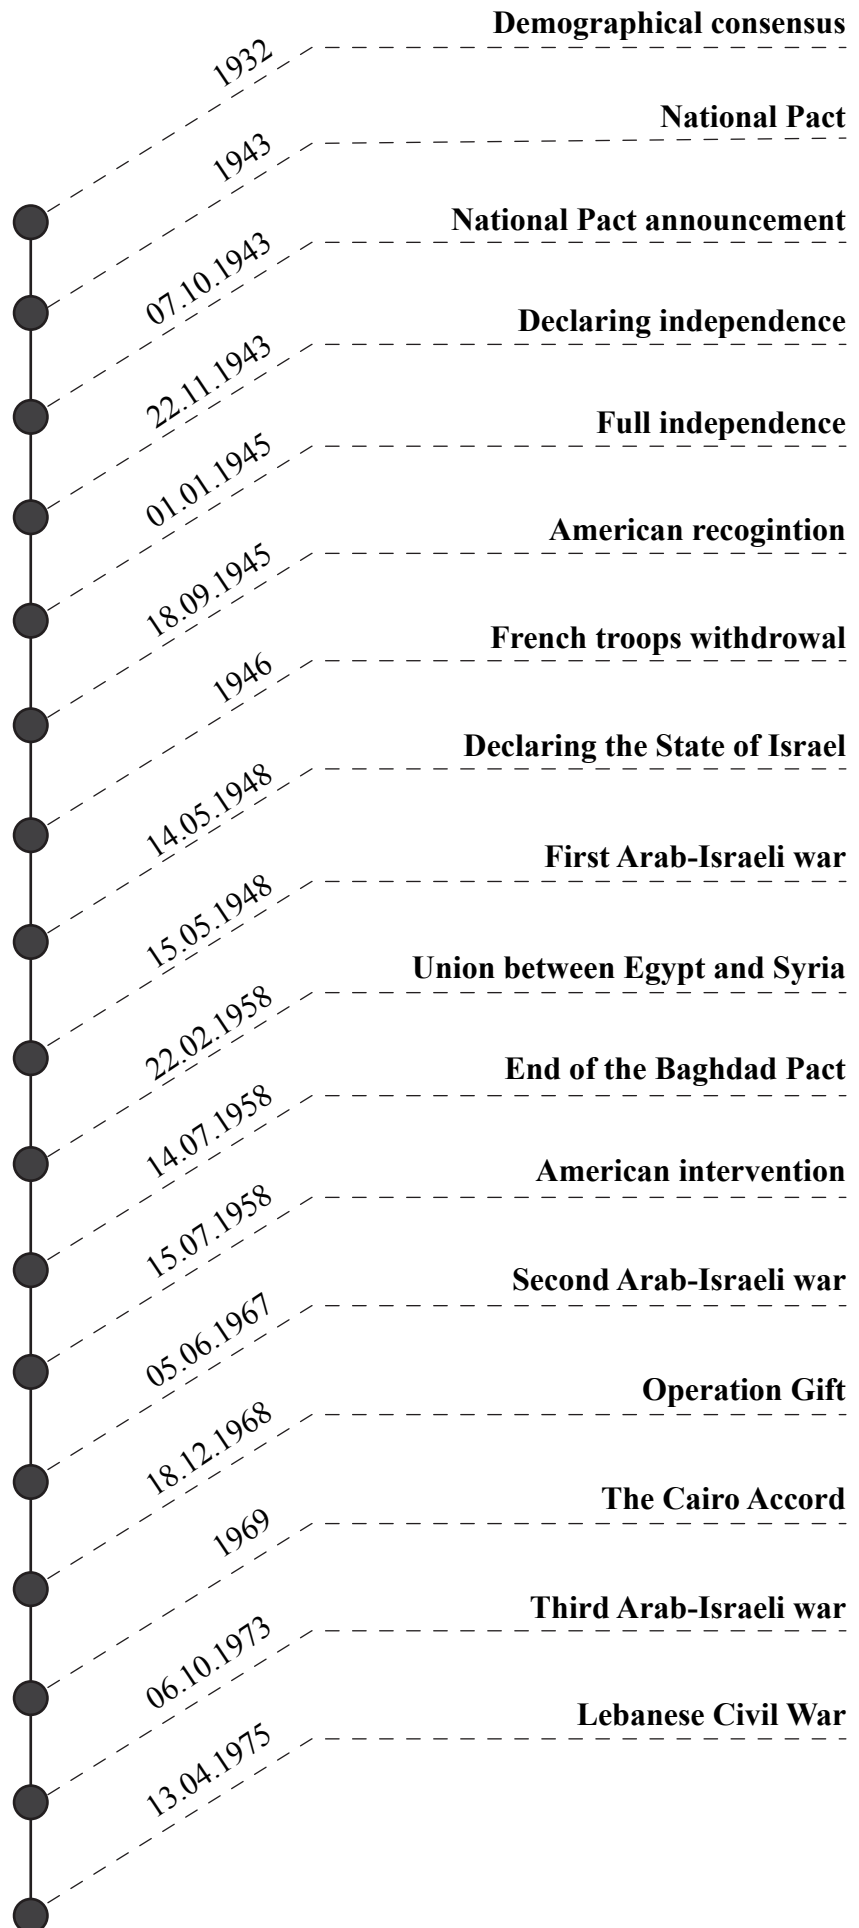 Demographical consensus
1932
National Pact
1943
National Pact announcement
07.10.1943
Declaring independence
22.11.1943
Full independence
01.01.1945
American recogintion
18.09.1945
French troops withdrowal
1946
Declaring the State of Israel
14.05.1948
First Arab-Israeli war
15.05.1948
Union between Egypt and Syria
22.02.1958
End of the Baghdad Pact
14.07.1958
American intervention
15.07.1958
Second Arab-Israeli war
05.06.1967
Operation Gift
18.12.1968
The Cairo Accord
1969
Third Arab-Israeli war
06.10.1973
Lebanese Civil War
13.04.1975